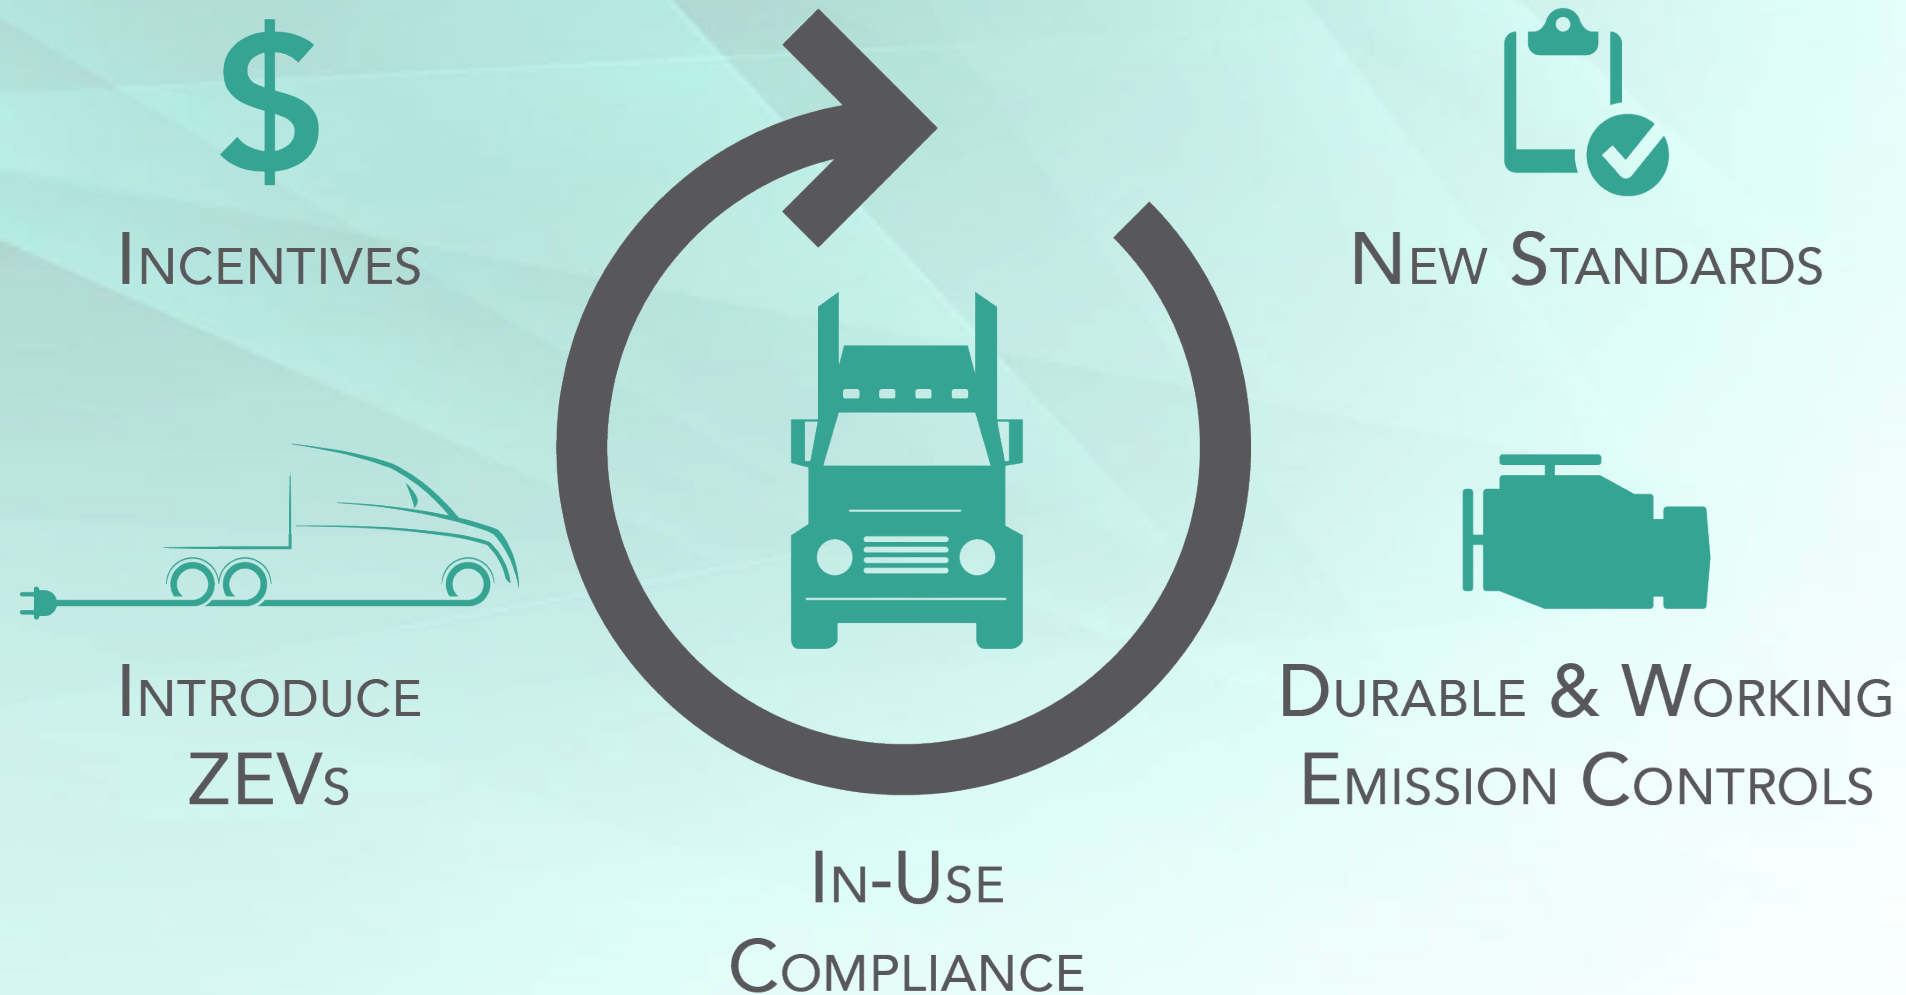 $
Incentives
New Standards
Introduce
ZEVs
Durable & Working
Emission Controls
In-Use
Compliance